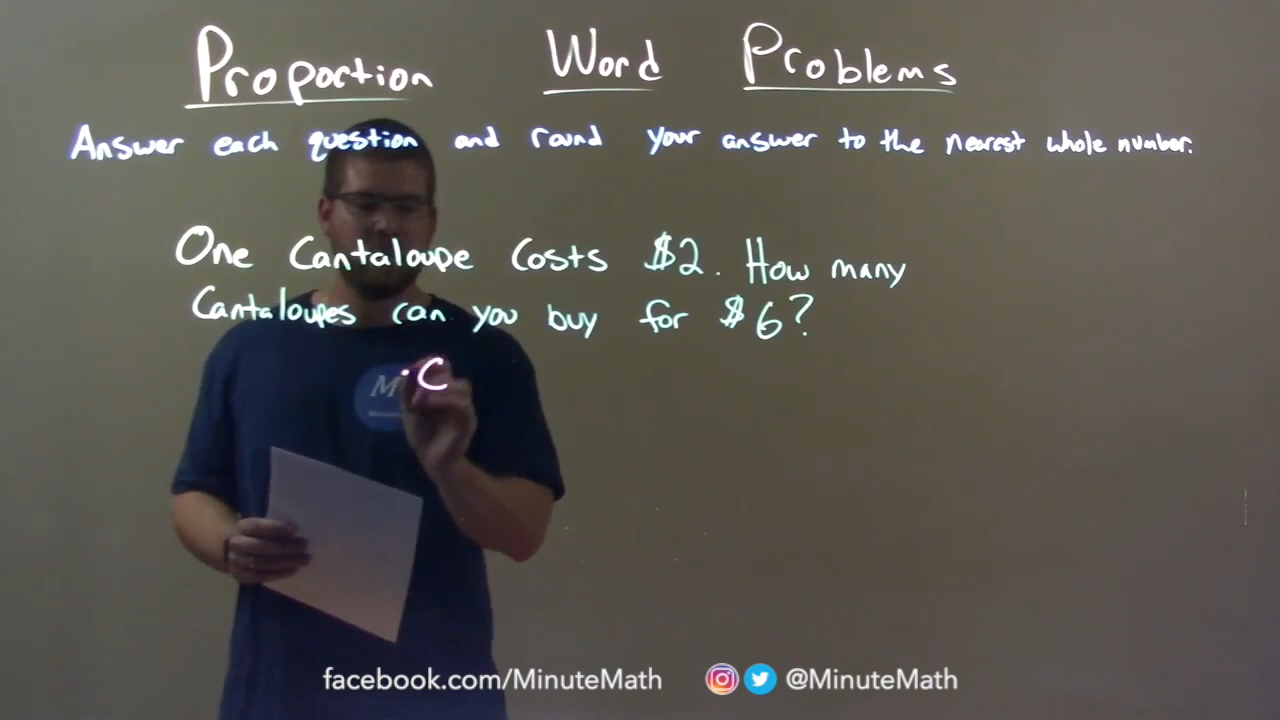 Proportion Word Problems
Answer each question and round your answer to the nearest whole number.
One Cantaloupe Costs $2. How many
Cantaloupes can you buy for $6?
C
M
facebook.com/MinuteMath @MinuteMath